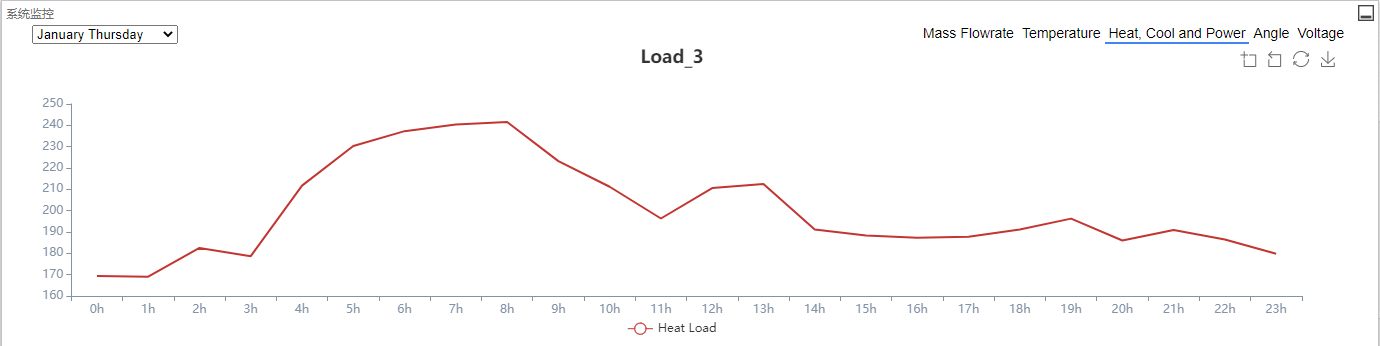 系统监控
January Thursday
Mass Flowrate Temperature Heat, Cool and Power Angle Voltage
Load_3
250
240
230
220
210
200
190
180
170
160
0h 1h 2h 3h 4h 5h 6h 7h 8h 9h 10h 11h 12h 13h 14h 15h 16h 17h 18h 19h 20h 21h 22h 23h
Heat Load